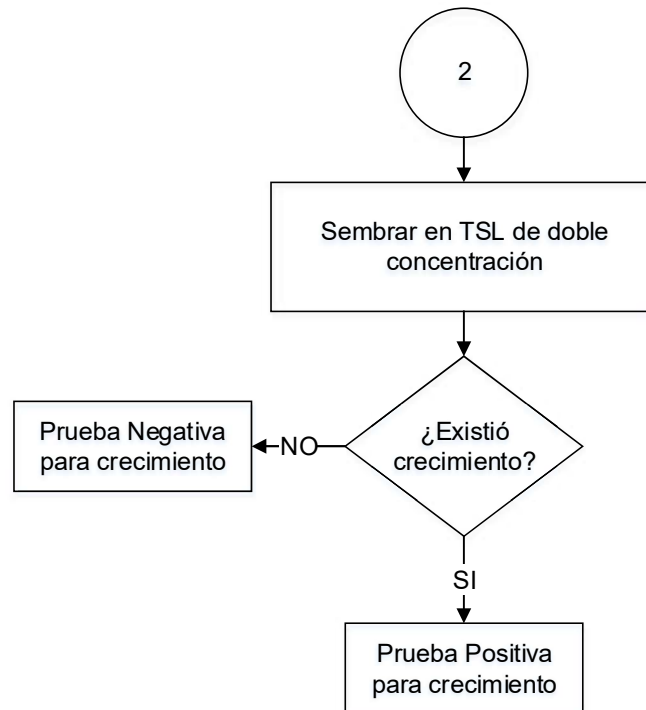 2
Sembrar en TSL de doble
concentración
¿Existió
crecimiento?
NO
Prueba Negativa
para crecimiento
SI
Prueba Positiva
para crecimiento